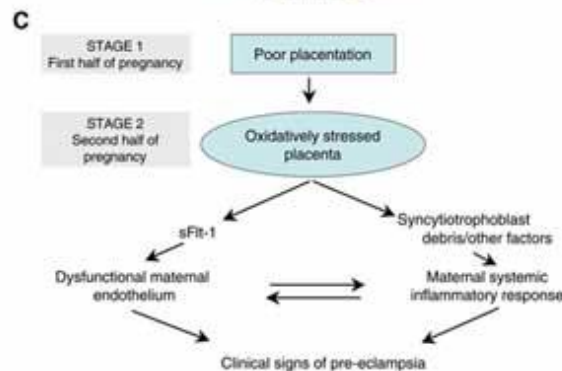 C
STAGE 1
First half of pregnancy
Poor placentation
STAGE 2
Second half of
pregnancy
Oxidatively stressed
placenta
sFlt-1
Syncytiotrophoblast
debris/other factors
Dysfunctional maternal
endothelium
Maternal systemic
inflammatory response
Clinical signs of pre-eclampsia